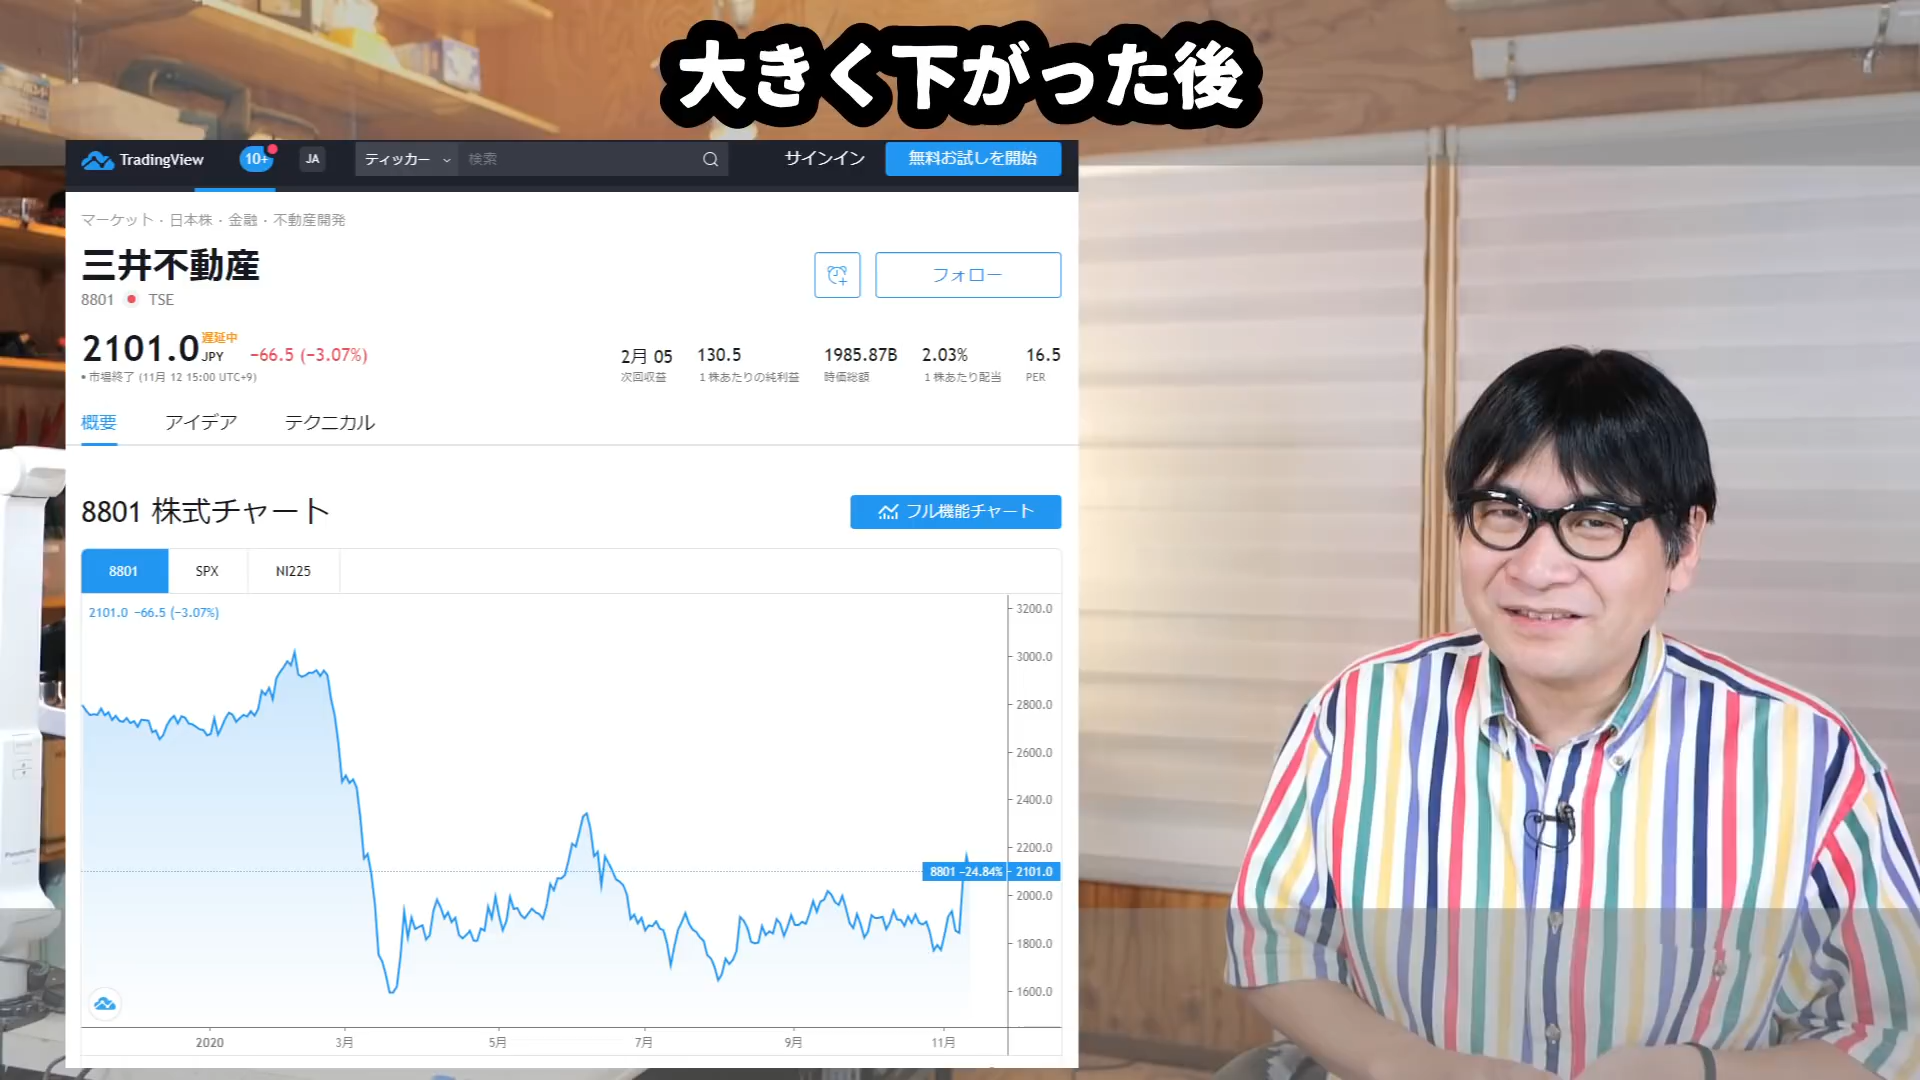 大きく下がった後
TradingView 10+ JA ティッカー 検索 サインイン 無料お試しを開始
マーケット · 日本株 · 金融 · 不動産開発
三井不動産
フォロー
8801 TSE
2101.0 遅延中 JPY −66.5 (−3.07%)
• 市場終了 (11月 12 15:00 UTC+9)
2月 05 130.5 1985.87B 2.03% 16.5
次回収益 1株あたりの純利益 時価総額 1株あたり配当 PER
概要 アイデア テクニカル
8801 株式チャート フル機能チャート
8801 SPX NI225
2101.0 −66.5 (−3.07%)
3200.0
3000.0
2800.0
2600.0
2400.0
2200.0
8801 −24.84% 2101.0
2000.0
1800.0
1600.0
2020 3月 5月 7月 9月 11月